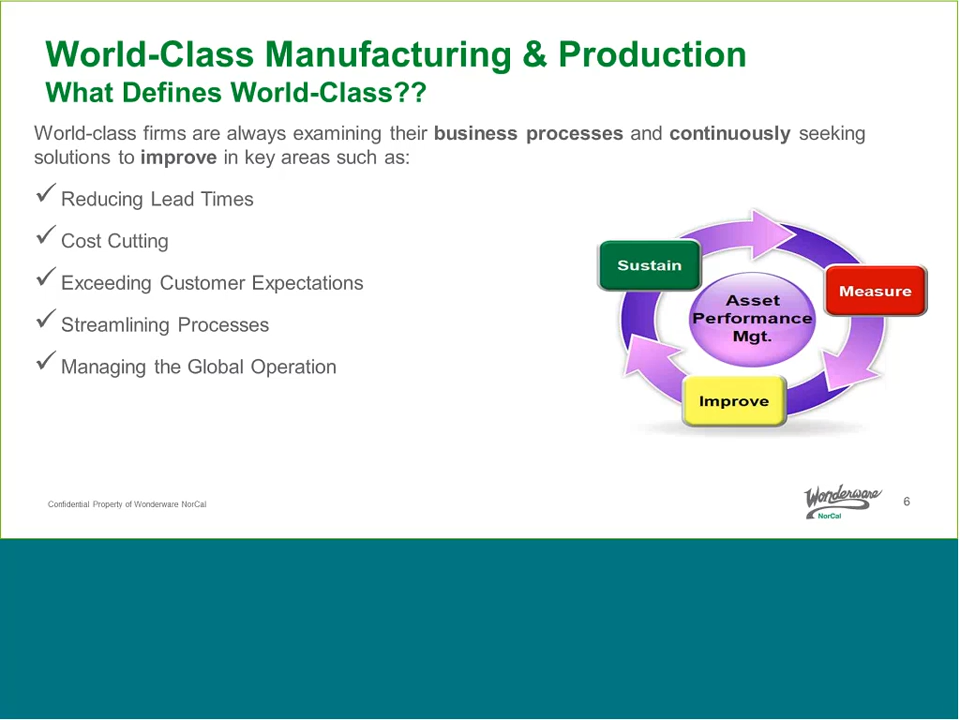 World-Class Manufacturing & Production
What Defines World-Class??
World-class firms are always examining their business processes and continuously seeking
solutions to improve in key areas such as:
Reducing Lead Times
Cost Cutting
Exceeding Customer Expectations
Streamlining Processes
Managing the Global Operation
Sustain
Measure
Asset
Performance
Mgt.
Improve
Confidential Property of Wonderware NorCal
Wonderware
NorCal
6